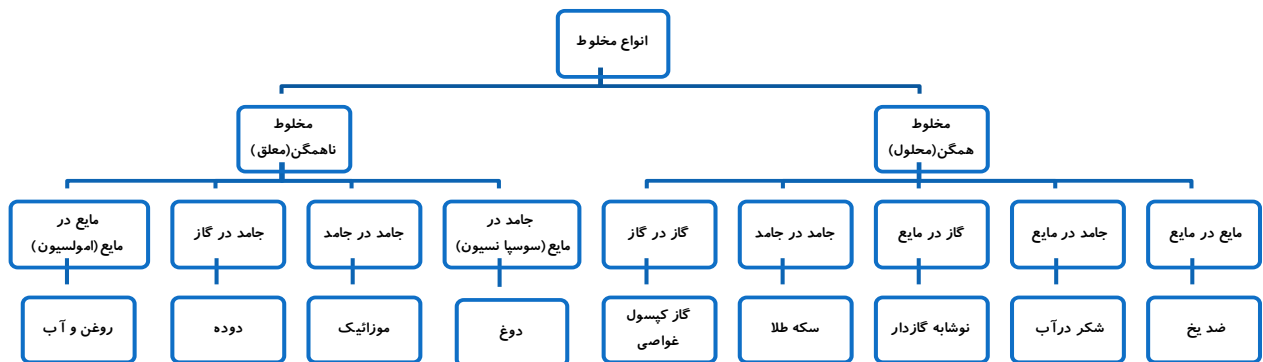 انواع مخلوط
مخلوط
همگن(محلول)
مخلوط
ناهمگن(معلق)
مایع در مایع
جامد در مایع
گاز در مایع
جامد در جامد
گاز در گاز
جامد در
مایع(سوسپا نسیون)
جامد در جامد
جامد در گاز
مایع در
مایع(امولسیون)
ضد یخ
شکر درآب
نوشابه گازدار
سکه طلا
گاز کپسول
غواصی
دوغ
موزائیک
دوده
روغن و آب